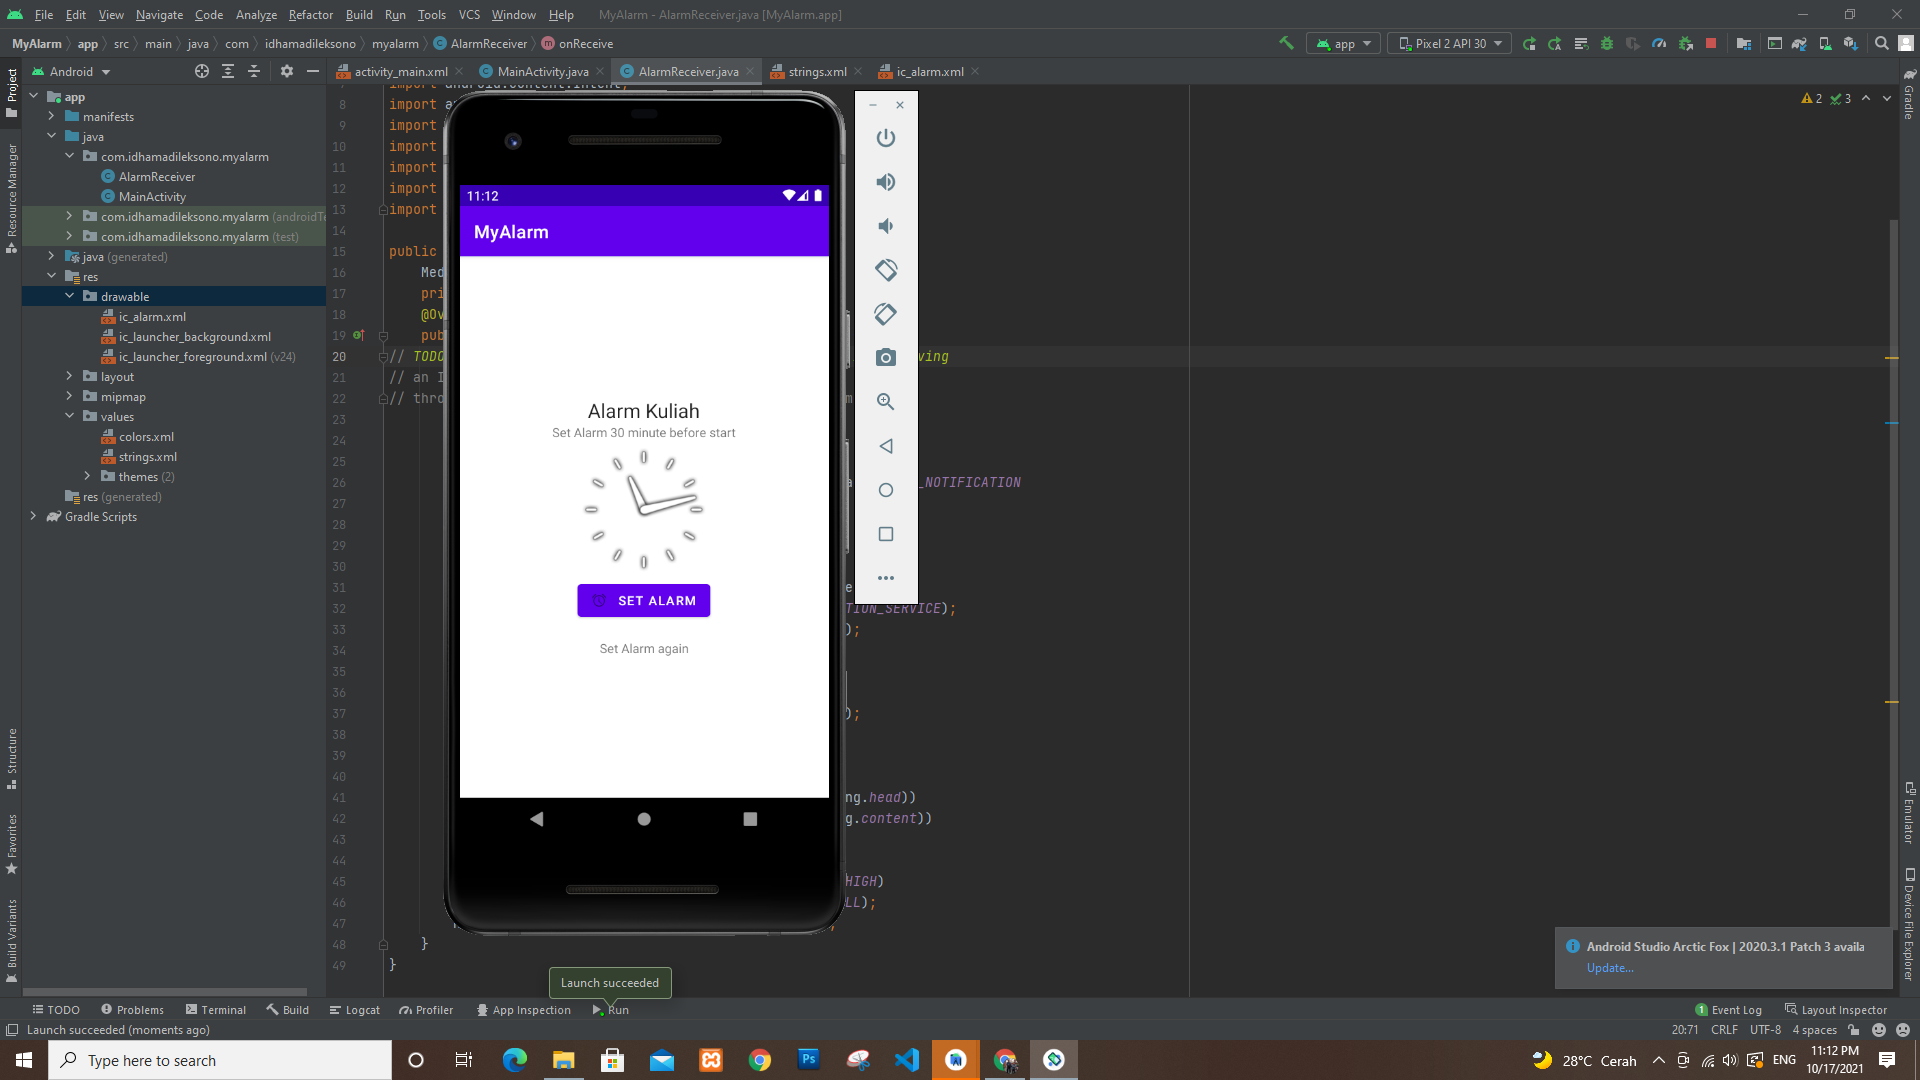 File Edit View Navigate Code Analyze Refactor Build Run Tools VCS Window Help MyAlarm - AlarmReceiver.java [MyAlarm.app]
MyAlarm app src main java com idhamadileksono myalarm AlarmReceiver onReceive app Pixel 2 API 30
Android activity_main.xml MainActivity.java AlarmReceiver.java strings.xml ic_alarm.xml
Project
Resource Manager
Structure
Favorites
Build Variants
app
manifests
java
com.idhamadileksono.myalarm
AlarmReceiver
MainActivity
com.idhamadileksono.myalarm (androidTe
com.idhamadileksono.myalarm (test)
java (generated)
res
drawable
ic_alarm.xml
ic_launcher_background.xml
ic_launcher_foreground.xml (v24)
layout
mipmap
values
colors.xml
strings.xml
themes (2)
res (generated)
Gradle Scripts
8 import a
9 import
10 import
11 import
12 import
13 import
14
15 public
16 Med
17 pri
18 @Ov
19 pub
20 // TODO ving
21 // an I
22 // thro m
23
24
25
26 a _NOTIFICATION
27
28
29
30
31 e
32 TION_SERVICE);
33 );
34
35
36
37 );
38
39
40
41 ng.head))
42 g.content))
43
44
45 HIGH)
46 LL);
47
48 }
49 }
11:12
MyAlarm
Alarm Kuliah
Set Alarm 30 minute before start
SET ALARM
Set Alarm again
2 3
Gradle
Emulator
Device File Explorer
Android Studio Arctic Fox | 2020.3.1 Patch 3 availa
Update...
Launch succeeded
TODO Problems Terminal Build Logcat Profiler App Inspection Run 1 Event Log Layout Inspector
Launch succeeded (moments ago) 20:71 CRLF UTF-8 4 spaces
Type here to search
Ps
28°C Cerah ENG
11:12 PM
10/17/2021